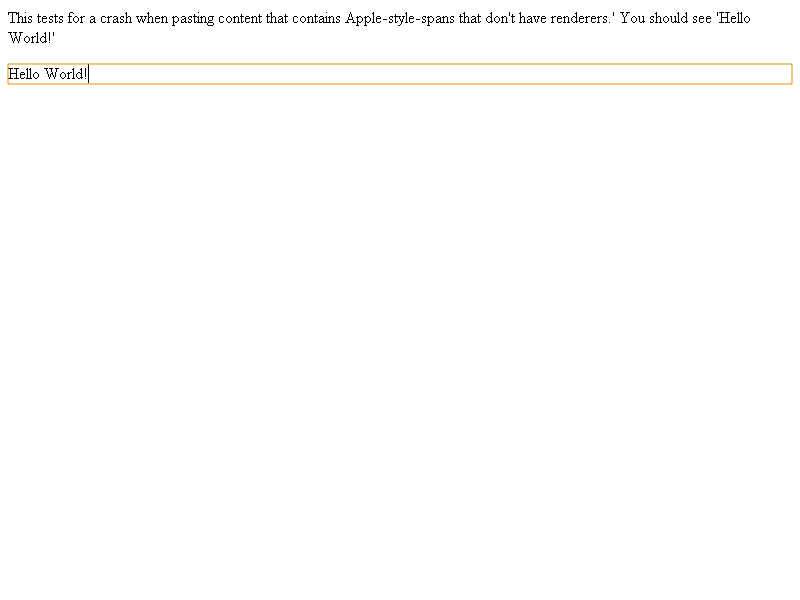 This tests for a crash when pasting content that contains Apple-style-spans that don't have renderers.' You should see 'Hello
World!'
Hello World!